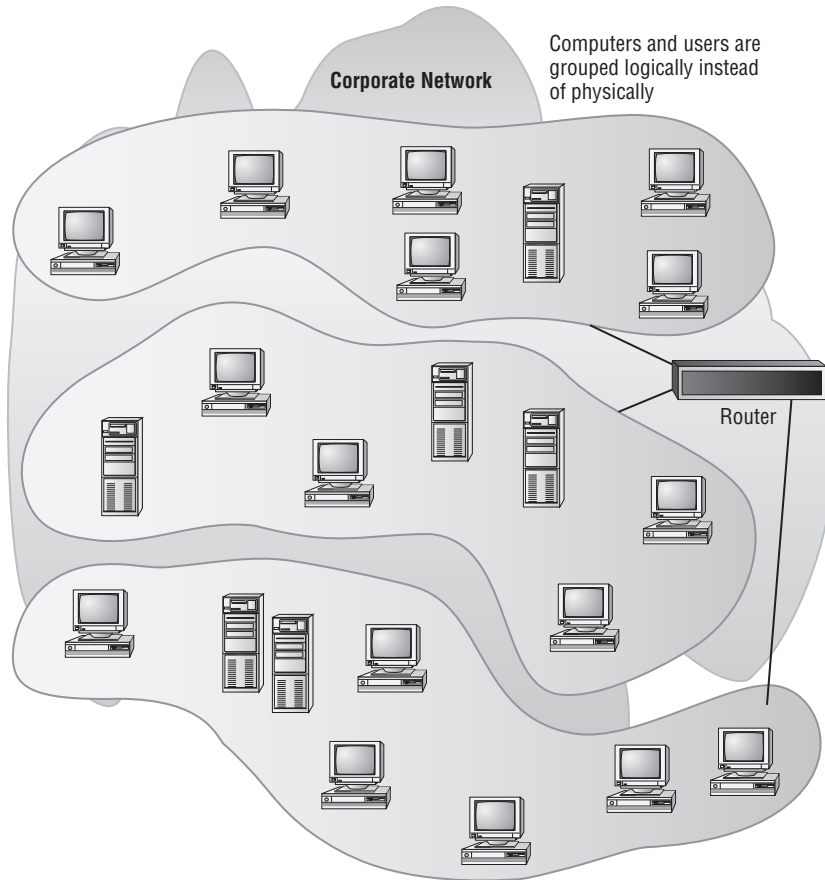 Corporate Network
Computers and users are
grouped logically instead
of physically
Router